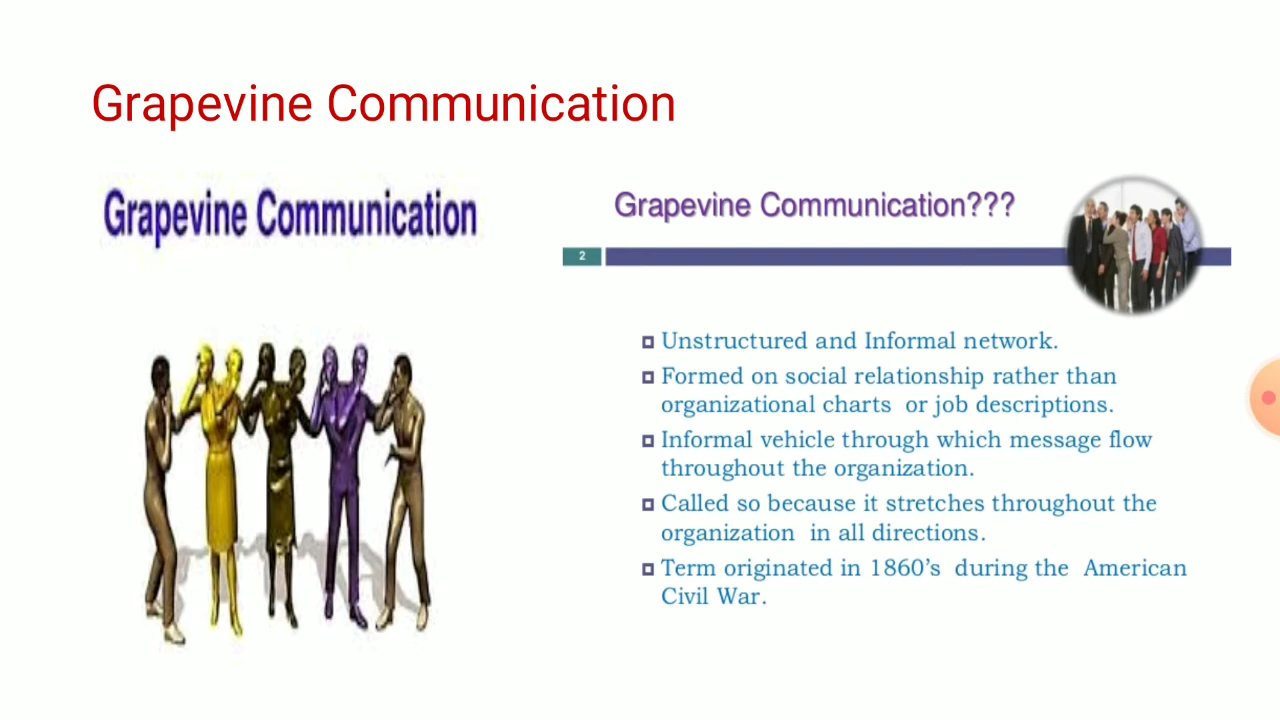 Grapevine Communication
Grapevine Communication
Grapevine Communication???
2
Unstructured and Informal network.
Formed on social relationship rather than
organizational charts or job descriptions.
Informal vehicle through which message flow
throughout the organization.
Called so because it stretches throughout the
organization in all directions.
Term originated in 1860’s during the American
Civil War.